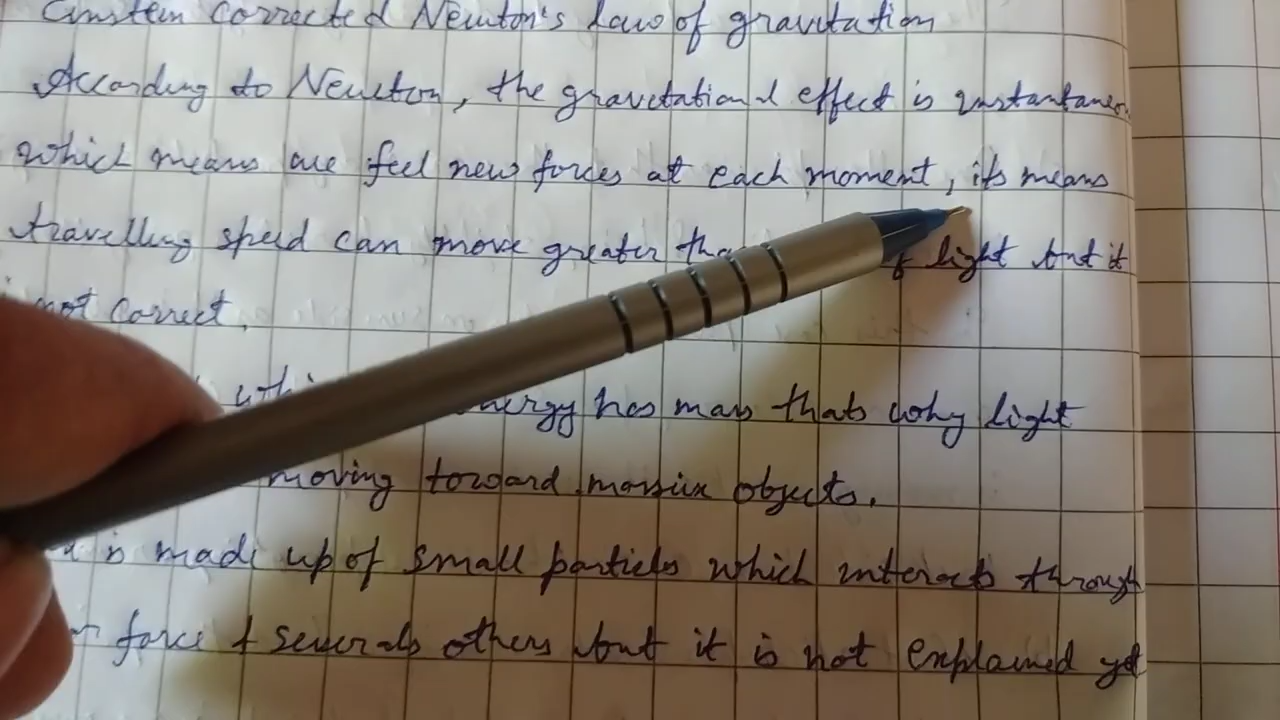 Einstein corrected Newton's law of gravitation
According to Newton, the gravitational effect is
which means we feel new forces at each moment, its means
travelling speed can move greater light but it
not correct.
energy has mass thats why light
moving toward massive objects.
is made up of small particles which interacts through
force & severals others but it is not explained yet